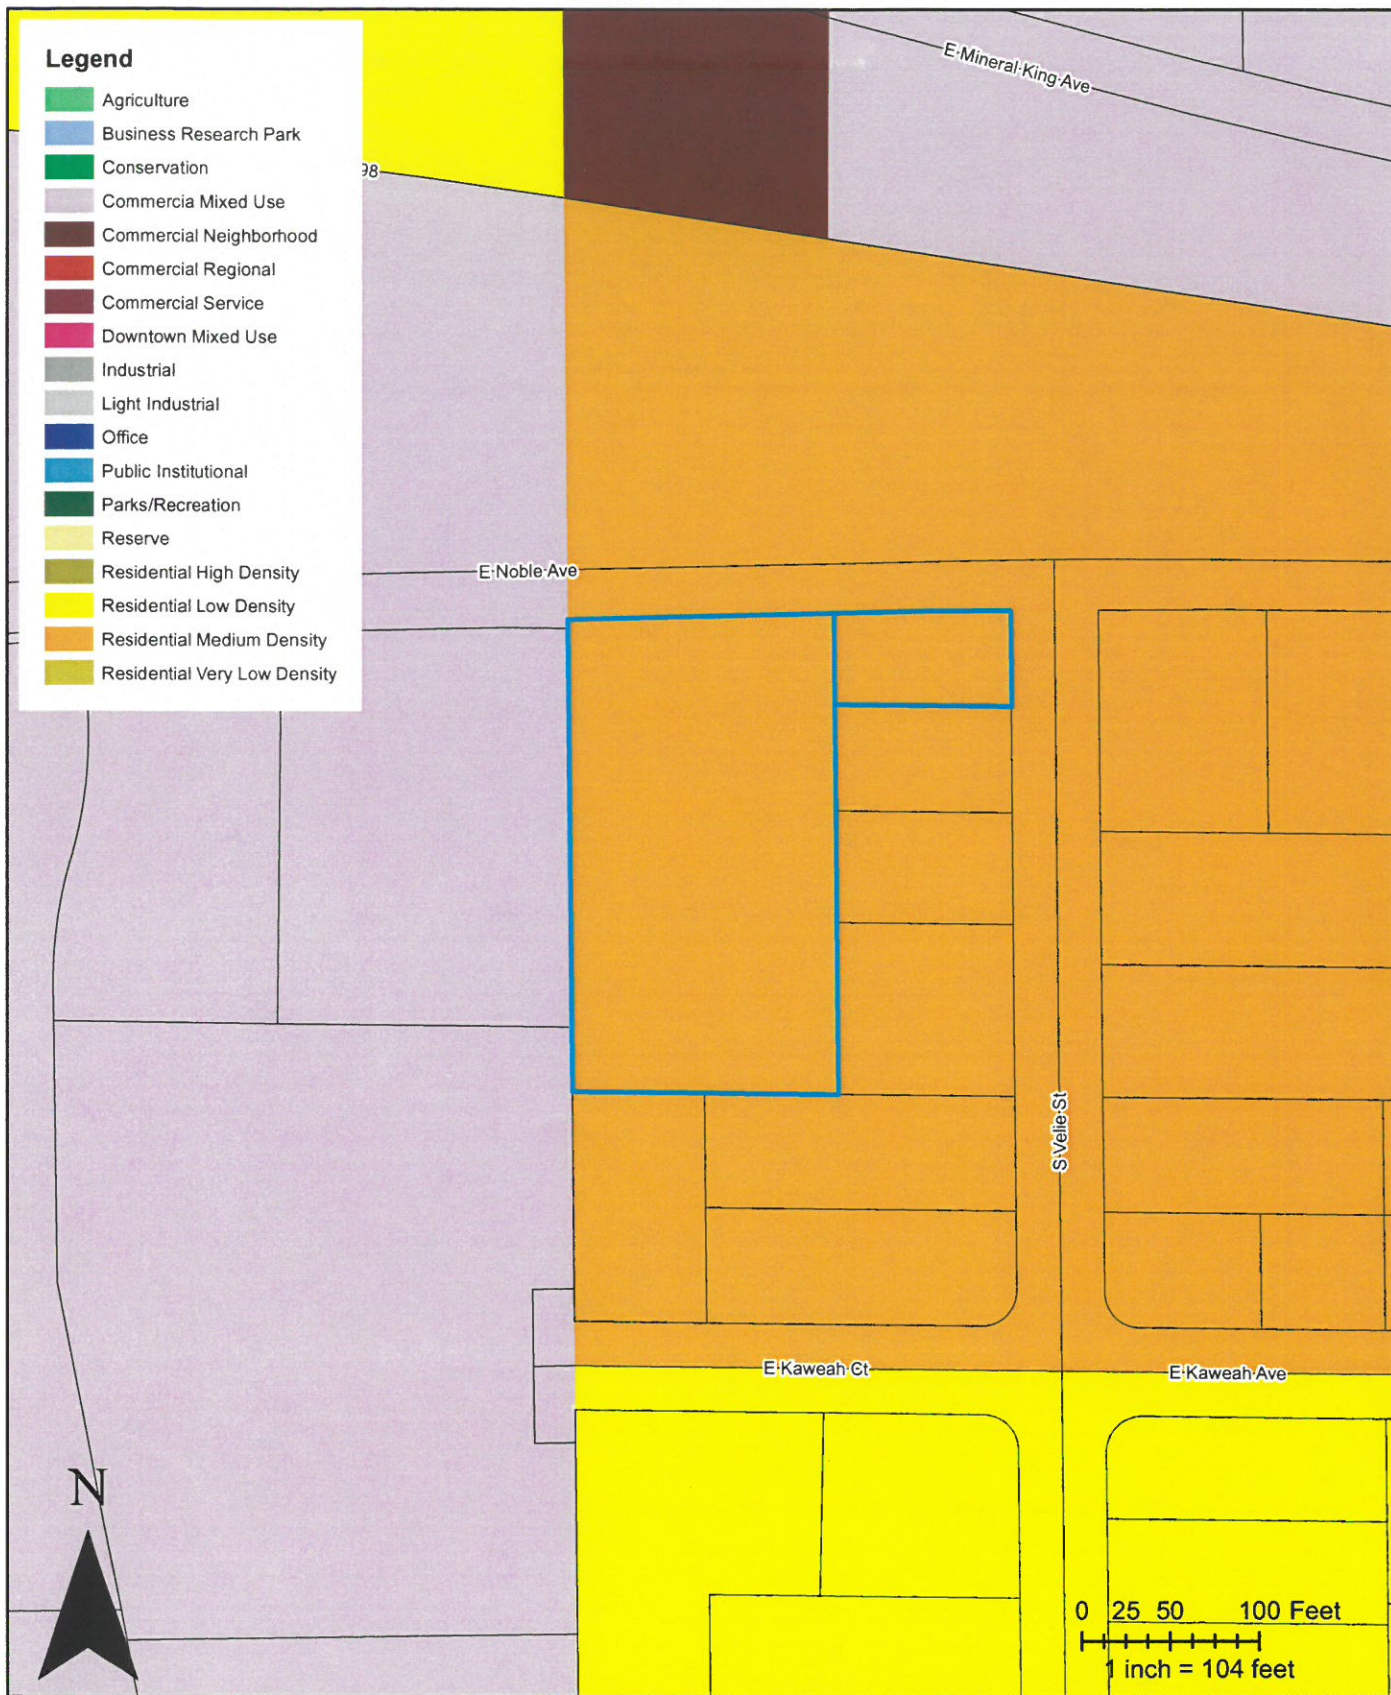 Legend
Agriculture
Business Research Park
Conservation
Commercia Mixed Use
Commercial Neighborhood
Commercial Regional
Commercial Service
Downtown Mixed Use
Industrial
Light Industrial
Office
Public Institutional
Parks/Recreation
Reserve
Residential High Density
Residential Low Density
Residential Medium Density
Residential Very Low Density
E Mineral King Ave
98
E Noble Ave
S Velie St
E Kaweah Ct
E Kaweah Ave
N
0 25 50 100 Feet
1 inch = 104 feet